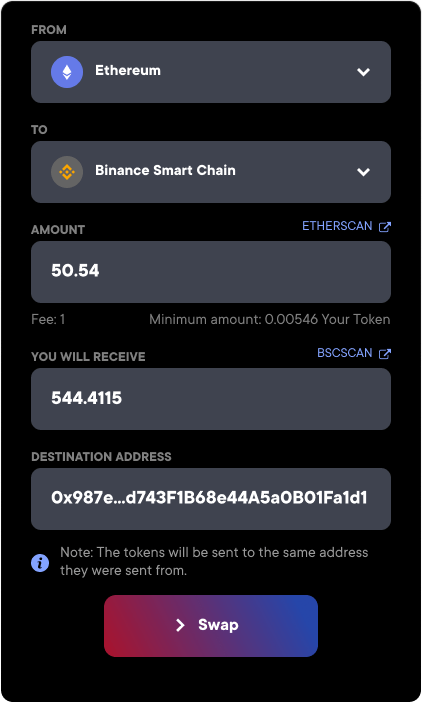 FROM
Ethereum
TO
Binance Smart Chain
AMOUNT
ETHERSCAN
50.54
Fee: 1
Minimum amount: 0.00546 Your Token
YOU WILL RECEIVE
BSCSCAN
544.4115
DESTINATION ADDRESS
0x987e...d743F1B68e44A5a0B01Fa1d1
Note: The tokens will be sent to the same address
they were sent from.
Swap